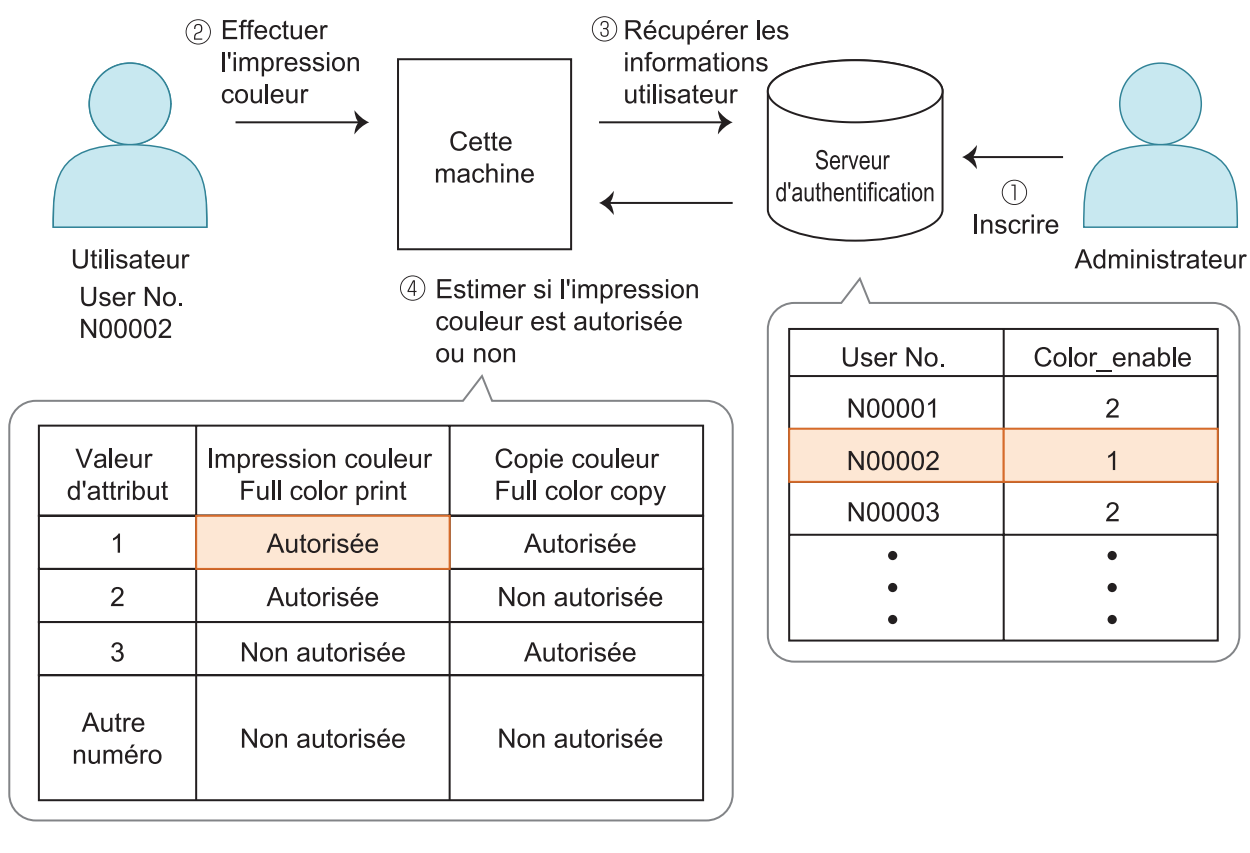 ② Effectuer
l'impression
couleur
③ Récupérer les
informations
utilisateur
Cette
machine
Serveur
d'authentification
①
Inscrire
Utilisateur
User No.
N00002
Administrateur
④ Estimer si l'impression
couleur est autorisée
ou non
User No. Color_enable
N00001 2
N00002 1
N00003 2
Valeur
d'attribut
Impression couleur
Full color print
Copie couleur
Full color copy
1 Autorisée Autorisée
2 Autorisée Non autorisée
3 Non autorisée Autorisée
Autre
numéro
Non autorisée Non autorisée